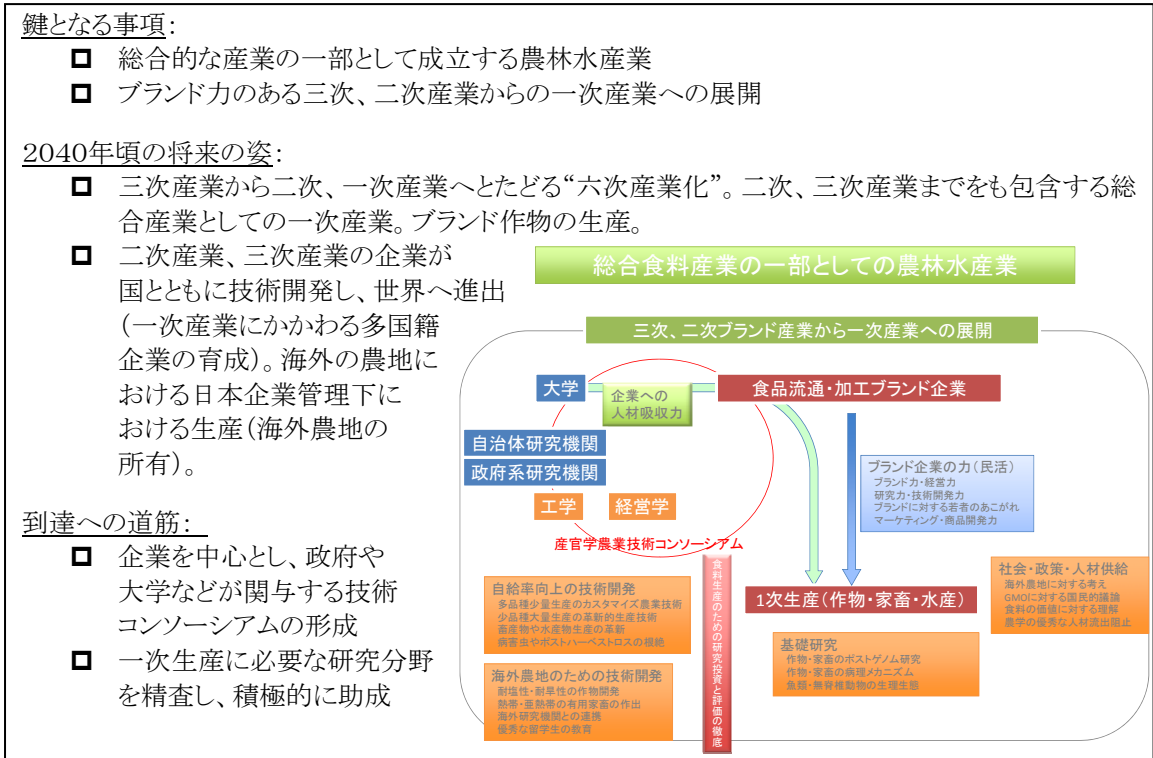 鍵となる事項：
総合的な産業の一部として成立する農林水産業
ブランド力のある三次、二次産業からの一次産業への展開
2040年頃の将来の姿：
三次産業から二次、一次産業へとたどる“六次産業化”。二次、三次産業までをも包含する総
合産業としての一次産業。ブランド作物の生産。
二次産業、三次産業の企業が
国とともに技術開発し、世界へ進出
（一次産業にかかわる多国籍
企業の育成）。海外の農地に
おける日本企業管理下に
おける生産（海外農地の
所有）。
到達への道筋：
企業を中心とし、政府や
大学などが関与する技術
コンソーシアムの形成
一次生産に必要な研究分野
を精査し、積極的に助成
総合食料産業の一部としての農林水産業
三次、二次ブランド産業から一次産業への展開
大学
企業への
人材吸収力
食品流通・加工ブランド企業
自治体研究機関
政府系研究機関
工学
経営学
産官学農業技術コンソーシアム
ブランド企業の力（民活）
ブランド力・経営力
研究力・技術開発力
ブランドに対する若者のあこがれ
マーケティング・商品開発力
自給率向上の技術開発
多品種少量生産のカスタマイズ農業技術
少品種大量生産の革新的生産技術
畜産物や水産物生産の革新
病害虫やポストハーベストロスの根絶
海外農地のための技術開発
耐塩性・耐旱性の作物開発
熱帯・亜熱帯の有用家畜の作出
海外研究機関との連携
優秀な留学生の教育
食料生産のための研究投資と評価の徹底
1次生産（作物・家畜・水産）
基礎研究
作物・家畜のポストゲノム研究
作物・家畜の病理メカニズム
魚類・無脊椎動物の生理生態
社会・政策・人材供給
海外農地に対する考え
GMOに対する国民的議論
食料の価値に対する理解
農学の優秀な人材流出阻止